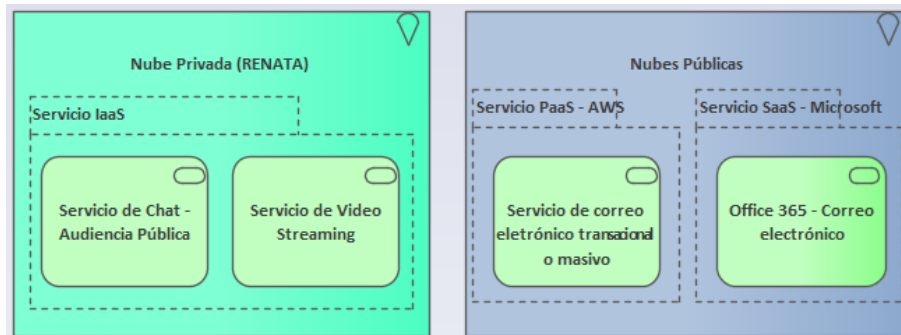 Nube Privada (RENATA)
Servicio IaaS
Servicio de Chat -
Audiencia Pública
Servicio de Video
Streaming
Nubes Públicas
Servicio PaaS - AWS
Servicio de correo
eletrónico transacional
o masivo
Servicio SaaS - Microsoft
Office 365 - Correo
electrónico